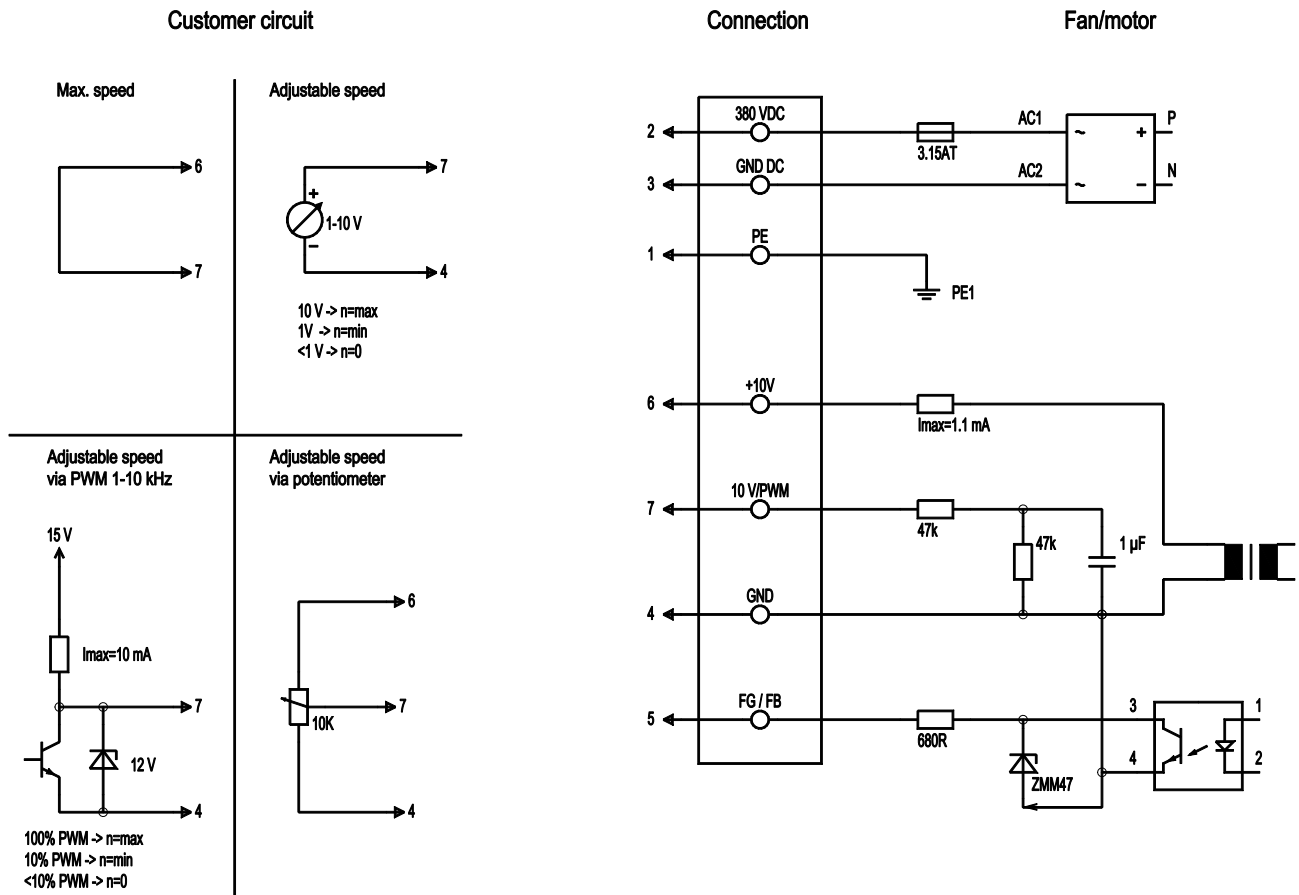 Customer circuit
Connection
Fan/motor
Max. speed
6
7
Adjustable speed
7
+
1-10 V
–
4
10 V -> n=max
1V -> n=min
<1 V -> n=0
Adjustable speed
via PWM 1-10 kHz
15 V
Imax=10 mA
7
12 V
4
100% PWM -> n=max
10% PWM -> n=min
<10% PWM -> n=0
Adjustable speed
via potentiometer
6
7
10K
4
2
380 VDC
3.15AT
AC1
~
+
P
3
GND DC
AC2
~
–
N
1
PE
PE1
6
+10V
Imax=1.1 mA
7
10 V/PWM
47k
47k
1 µF
4
GND
5
FG / FB
680R
ZMM47
3
4
1
2